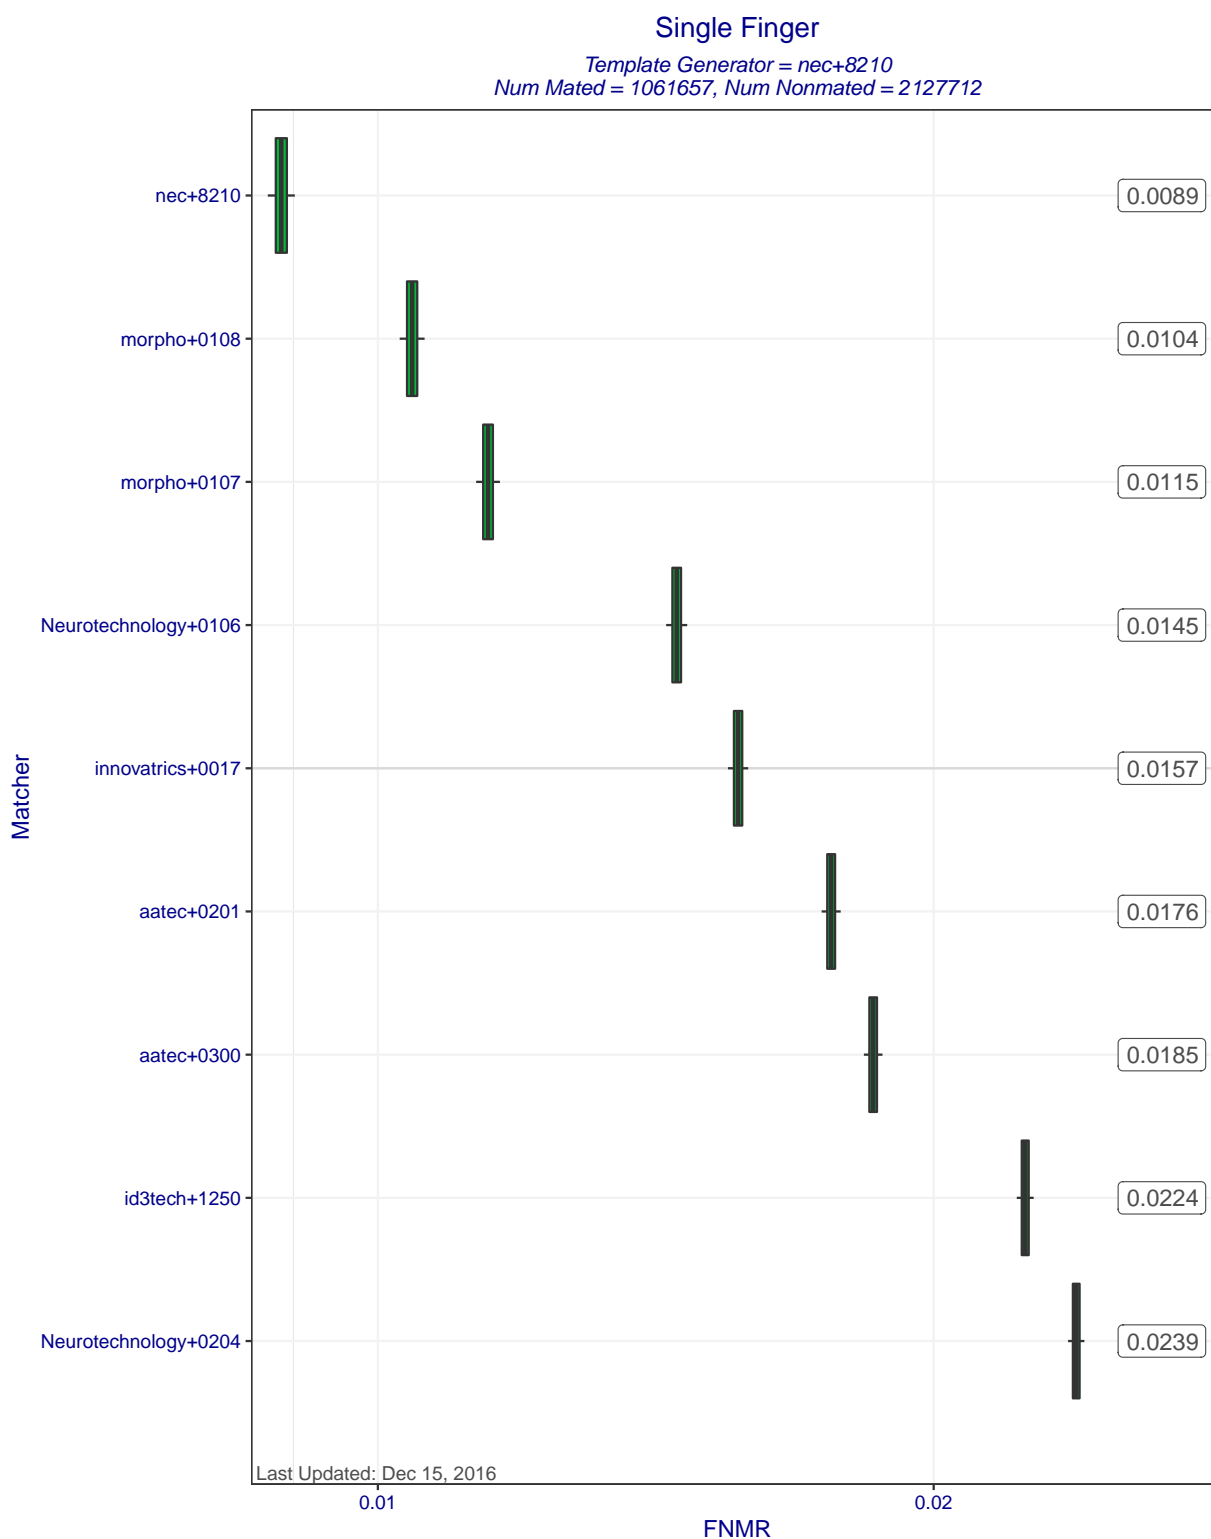 Single Finger
Template Generator = nec+8210
Num Mated = 1061657, Num Nonmated = 2127712
nec+8210 0.0089
morpho+0108 0.0104
morpho+0107 0.0115
Neurotechnology+0106 0.0145
innovatrics+0017 0.0157
aatec+0201 0.0176
aatec+0300 0.0185
id3tech+1250 0.0224
Neurotechnology+0204 0.0239
Matcher
Last Updated: Dec 15, 2016
0.01 0.02
FNMR